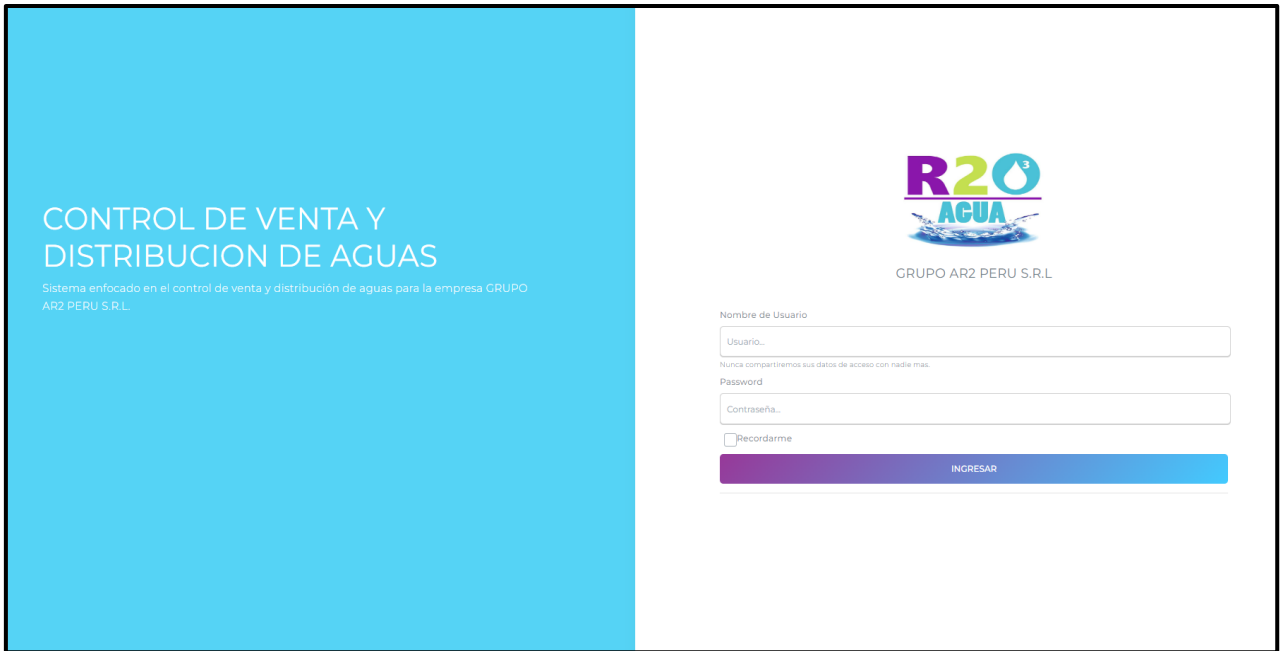 CONTROL DE VENTA Y
DISTRIBUCION DE AGUAS
Sistema enfocado en el control de venta y distribución de aguas para la empresa GRUPO
AR2 PERU S.R.L.
R2O3
AGUA
GRUPO AR2 PERU S.R.L
Nombre de Usuario
Usuario...
Nunca compartiremos sus datos de acceso con nadie mas.
Password
Contraseña...
Recordarme
INGRESAR